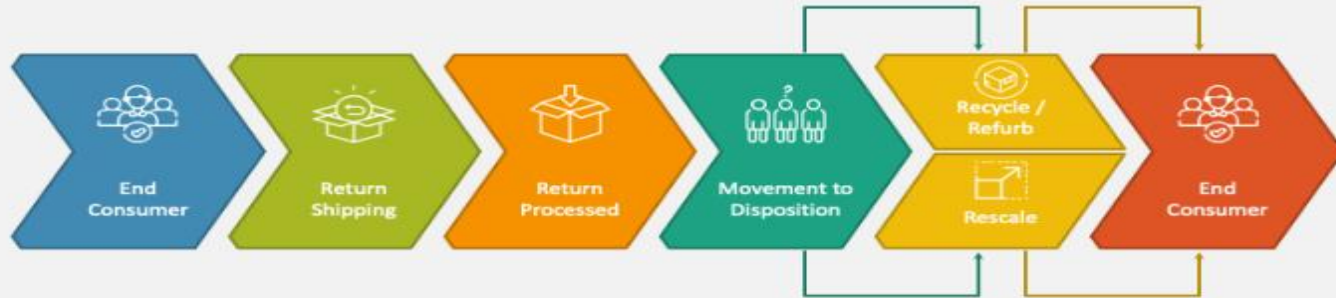 End
Consumer
Return
Shipping
Return
Processed
?
Movement to
Disposition
Recycle /
Refurb
Rescale
End
Consumer